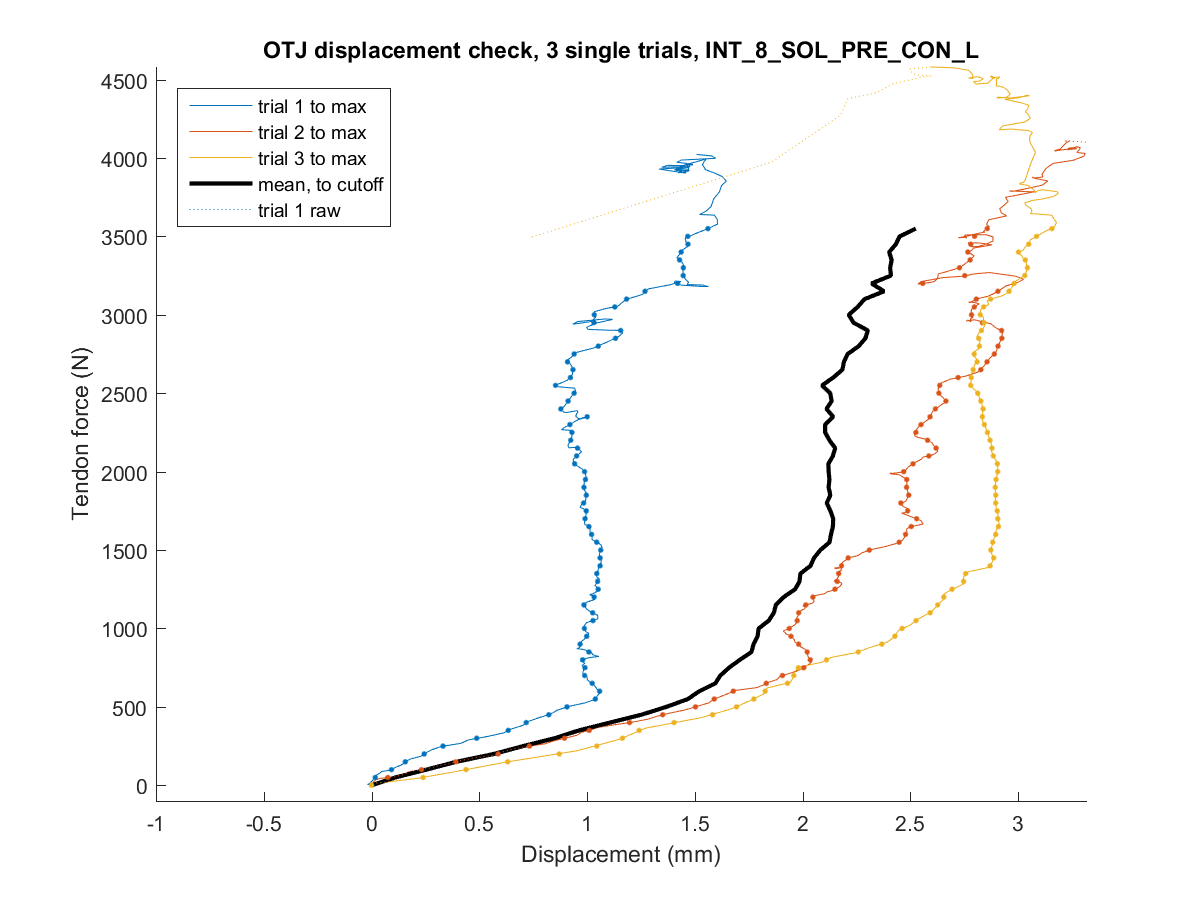 OTJ displacement check, 3 single trials, INT_8_SOL_PRE_CON_L
4500
4000
3500
3000
2500
2000
1500
1000
500
0
Tendon force (N)
trial 1 to max
trial 2 to max
trial 3 to max
mean, to cutoff
trial 1 raw
-1
-0.5
0
0.5
1
1.5
2
2.5
3
Displacement (mm)